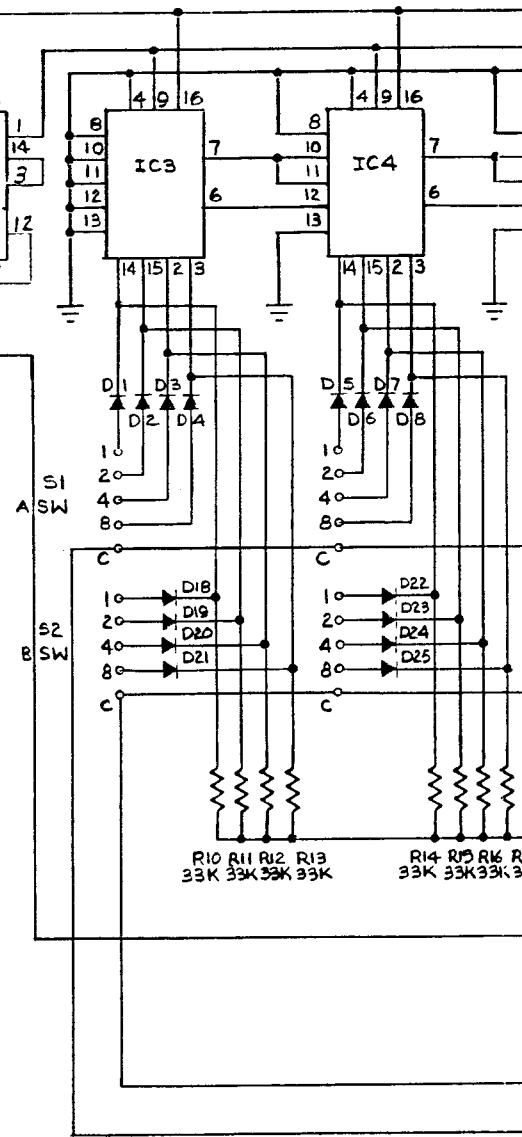 4 9 16 4 9 16
1
14
3
12
8
10
11
12
13
IC3
7
6
8
10
11
12
13
IC4
7
6
14 15 2 3 14 15 2 3
D1 D3 D5 D7
D2 D4 D6 D8
1
2
4
8
C
S1
A SW
1
2
4
8
C
1 D18
2 D19
4 D20
8 D21
C
S2
B SW
1 D22
2 D23
4 D24
8 D25
C
R10 R11 R12 R13 R14 R15 R16
33K 33K 33K 33K 33K 33K 33K